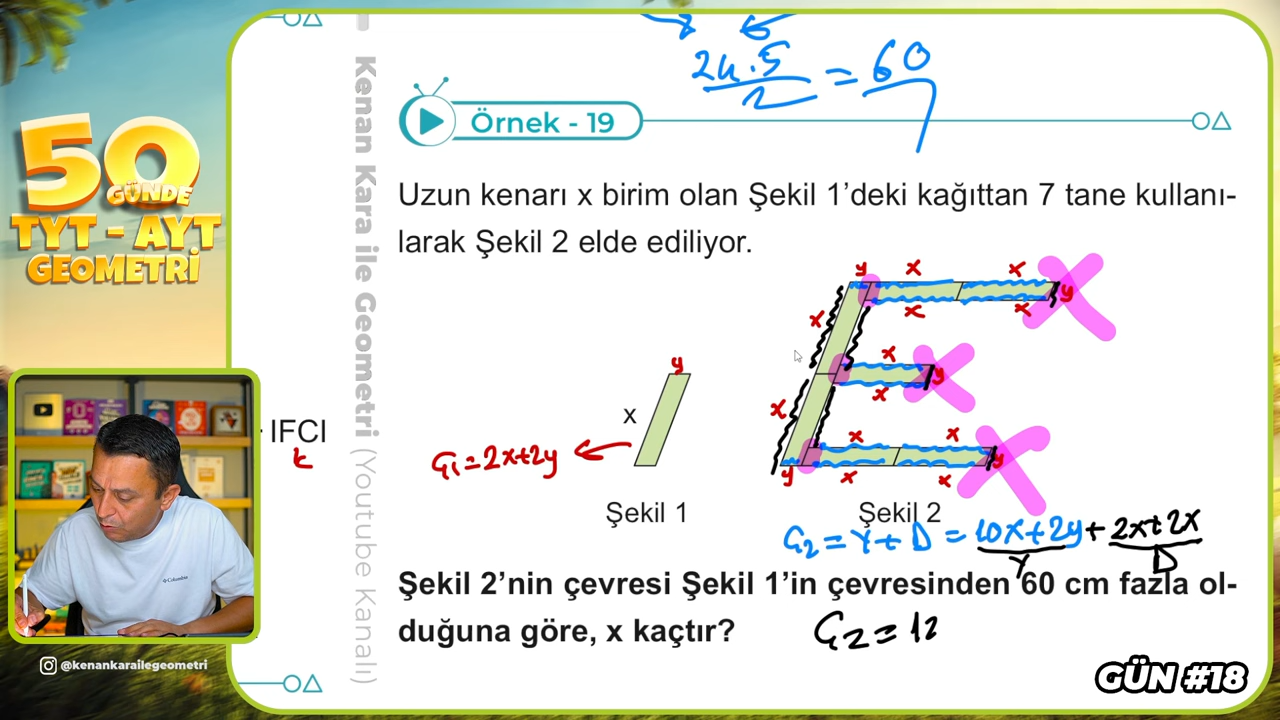 24.5 / 2 = 60
Örnek - 19
50
GÜNDE
TYT - AYT
GEOMETRİ
Kenan Kara ile Geometri (Youtube Kanalı)
Uzun kenarı x birim olan Şekil 1'deki kağıttan 7 tane kullanı-
larak Şekil 2 elde ediliyor.
y x x
x x x y
x
x y
x
x
x x y
y x x
y
x
Ç₁=2x+2y
IFCI
k
Şekil 1
Şekil 2
Ç₂ = Y + D = 10x+2y + 2x+2x
Y D
Şekil 2'nin çevresi Şekil 1'in çevresinden 60 cm fazla ol-
duğuna göre, x kaçtır?
Ç₂ = 12
Columbia
@kenankarailegeometri
GÜN #18